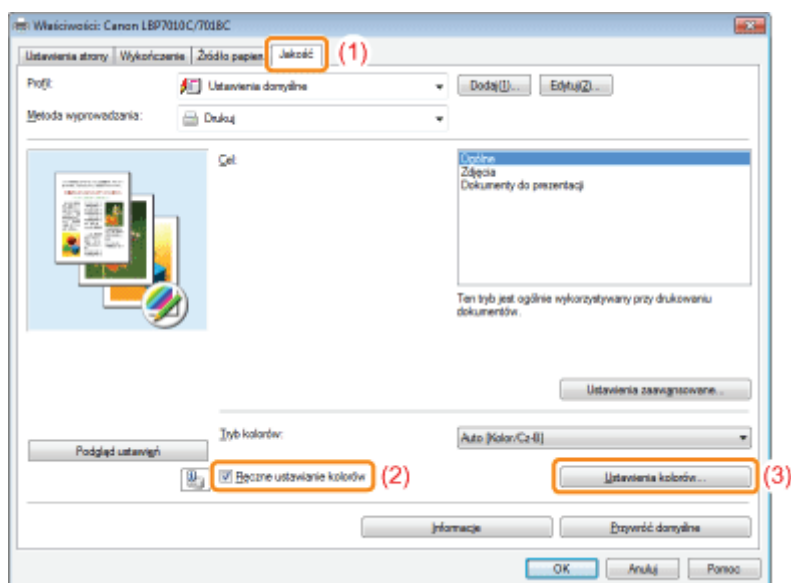 Właściwości: Canon LBP7010C/7018C
Ustawienia strony Wykończenie Źródło papieru Jakość (1)
Profil: Ustawienia domyślne Dodaj(1)... Edytuj(2)...
Metoda wyprowadzania: Drukuj
Cel: Ogólne
Zdjęcia
Dokumenty do prezentacji
Ten tryb jest ogólnie wykorzystywany przy drukowaniu
dokumentów.
Ustawienia zaawansowane...
Tryb kolorów: Auto [Kolor/Cz-B]
Podgląd ustawień
Ręczne ustawianie kolorów (2) Ustawienia kolorów... (3)
Informacje Przywróć domyślne
OK Anuluj Pomoc